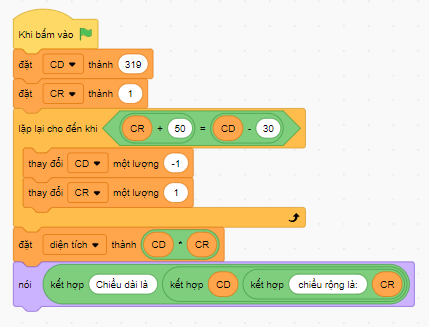 Khi bấm vào
đặt CD thành 319
đặt CR thành 1
lặp lại cho đến khi CR + 50 = CD - 30
thay đổi CD một lượng -1
thay đổi CR một lượng 1
đặt diện tích thành CD * CR
nói kết hợp Chiều dài là kết hợp CD kết hợp chiều rộng là: CR